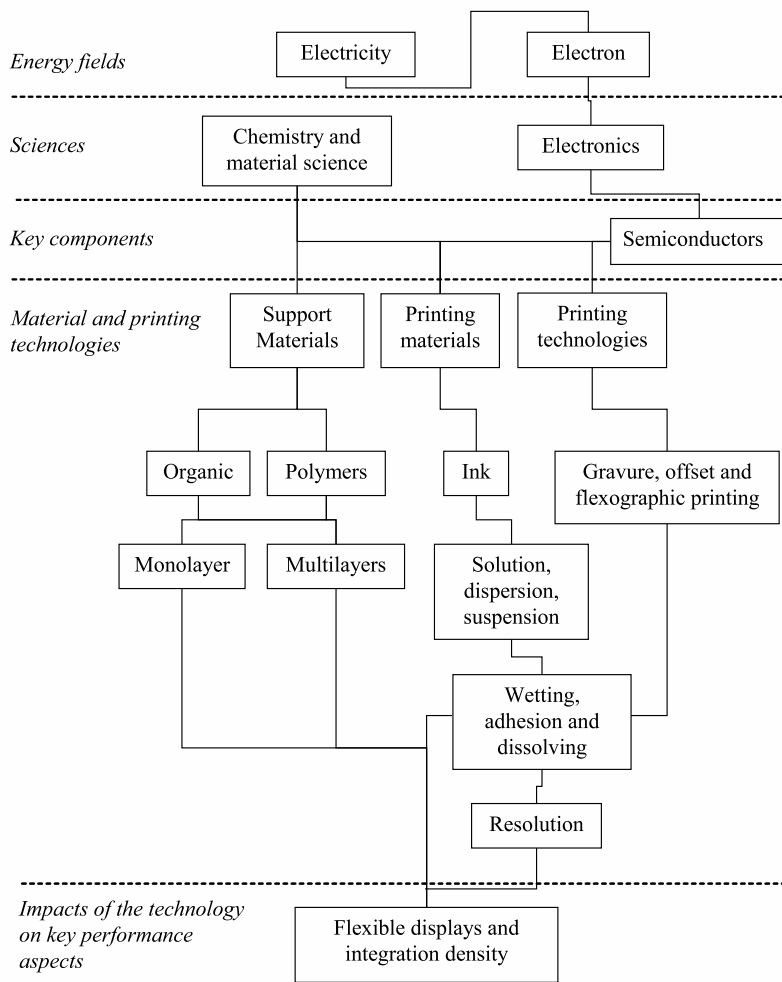 Energy fields
Electricity
Electron
Sciences
Chemistry and
material science
Electronics
Key components
Semiconductors
Material and printing
technologies
Support
Materials
Printing
materials
Printing
technologies
Organic
Polymers
Ink
Gravure, offset and
flexographic printing
Monolayer
Multilayers
Solution,
dispersion,
suspension
Wetting,
adhesion and
dissolving
Resolution
Impacts of the technology
on key performance
aspects
Flexible displays and
integration density